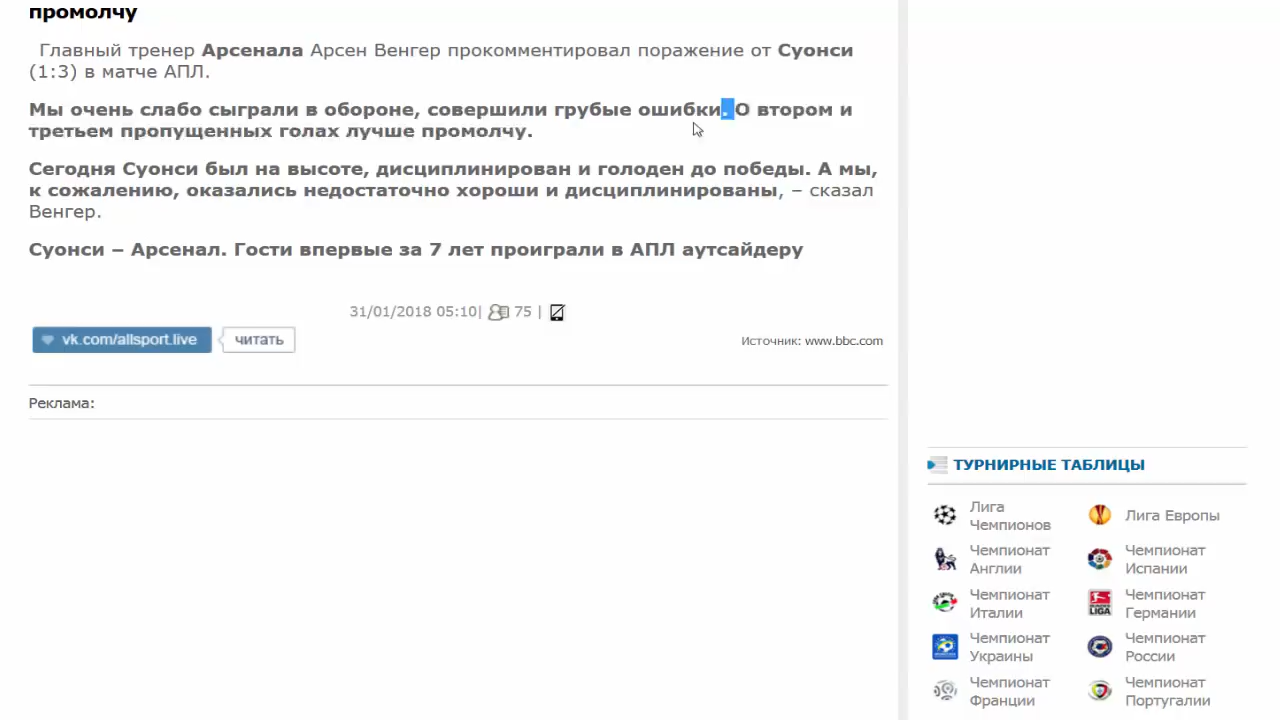 промолчу
Главный тренер Арсенала Арсен Венгер прокомментировал поражение от Суонси
(1:3) в матче АПЛ.
Мы очень слабо сыграли в обороне, совершили грубые ошибки. О втором и
третьем пропущенных голах лучше промолчу.
Сегодня Суонси был на высоте, дисциплинирован и голоден до победы. А мы,
к сожалению, оказались недостаточно хороши и дисциплинированы, – сказал
Венгер.
Суонси – Арсенал. Гости впервые за 7 лет проиграли в АПЛ аутсайдеру
31/01/2018 05:10| 75 |
vk.com/allsport.live читать
Источник: www.bbc.com
Реклама:
ТУРНИРНЫЕ ТАБЛИЦЫ
Лига
Чемпионов
Лига Европы
Чемпионат
Англии
Чемпионат
Испании
Чемпионат
Италии
Чемпионат
Германии
Чемпионат
Украины
Чемпионат
России
Чемпионат
Франции
Чемпионат
Португалии